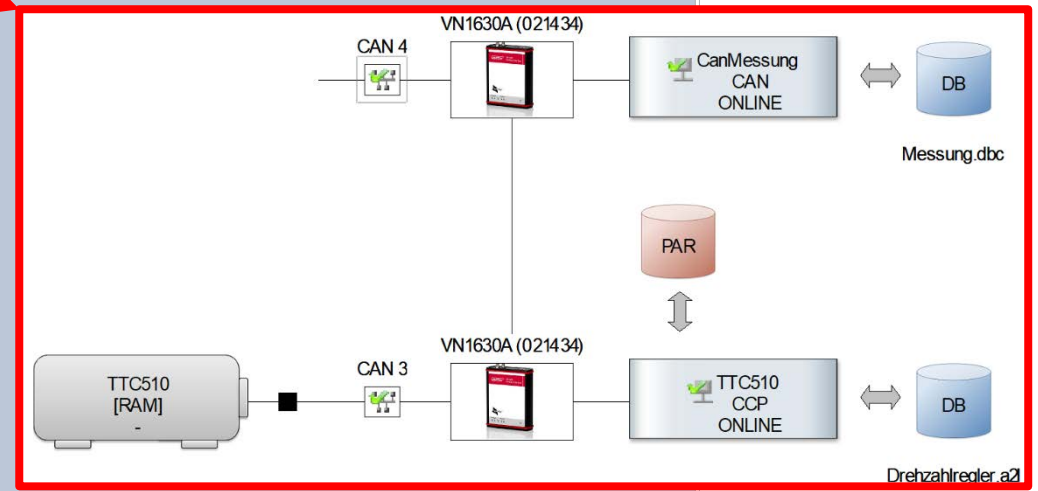 VN1630A (021434)
CAN 4
CanMessung
CAN
ONLINE
DB
Messung.dbc
PAR
VN1630A (021434)
CAN 3
TTC510
[RAM]
-
TTC510
CCP
ONLINE
DB
Drehzahlregler.a2l